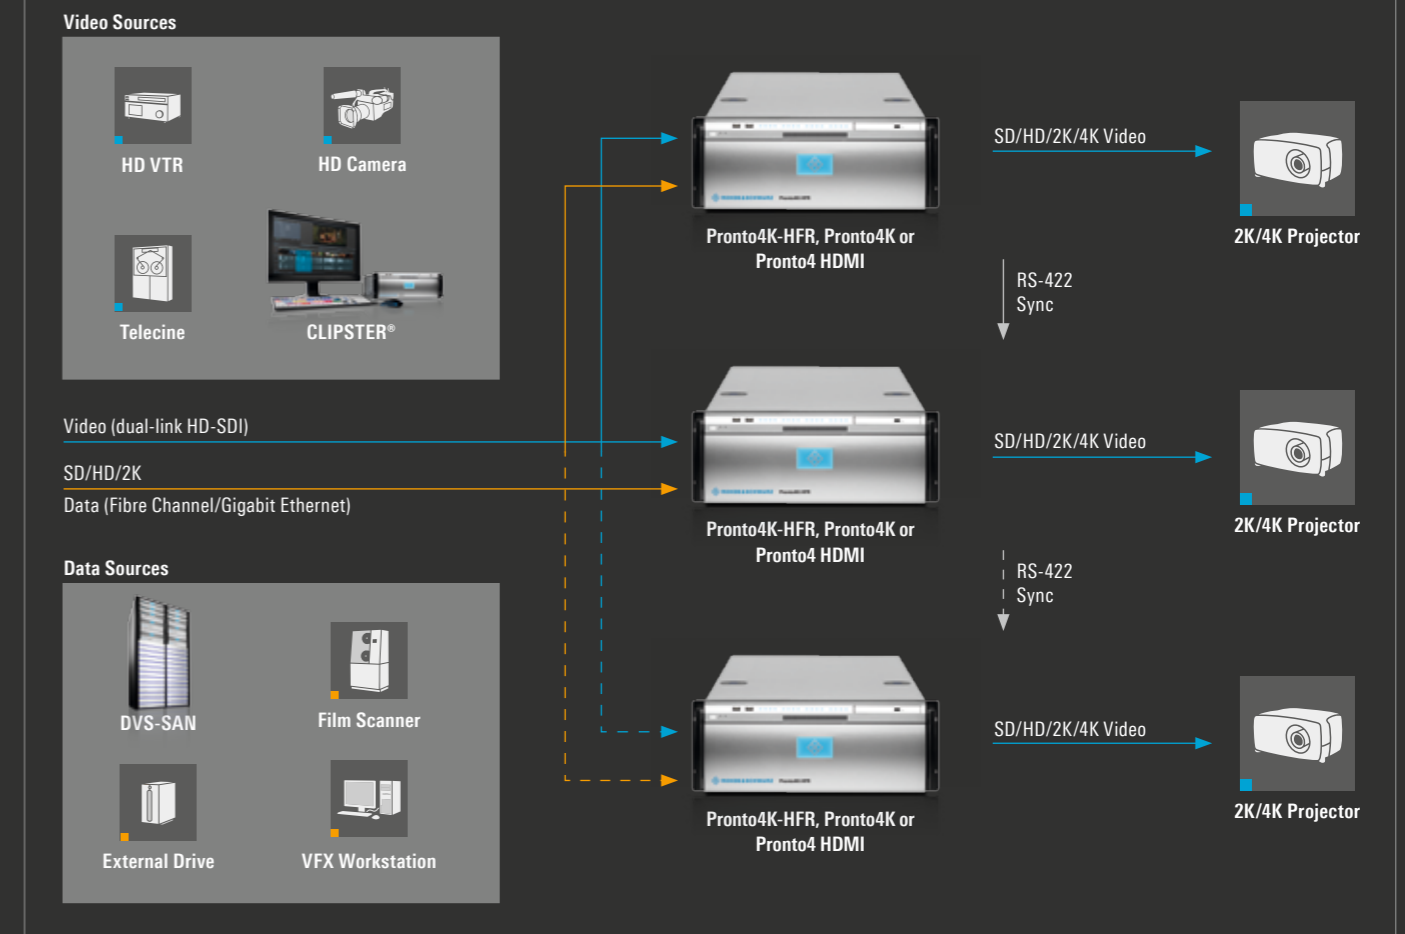 Video Sources
HD VTR
HD Camera
Telecine
CLIPSTER®
Video (dual-link HD-SDI)
SD/HD/2K
Data (Fibre Channel/Gigabit Ethernet)
Data Sources
DVS-SAN
Film Scanner
External Drive
VFX Workstation
Pronto4K-HFR, Pronto4K or
Pronto4 HDMI
SD/HD/2K/4K Video
2K/4K Projector
RS-422
Sync
Pronto4K-HFR, Pronto4K or
Pronto4 HDMI
SD/HD/2K/4K Video
2K/4K Projector
RS-422
Sync
Pronto4K-HFR, Pronto4K or
Pronto4 HDMI
SD/HD/2K/4K Video
2K/4K Projector